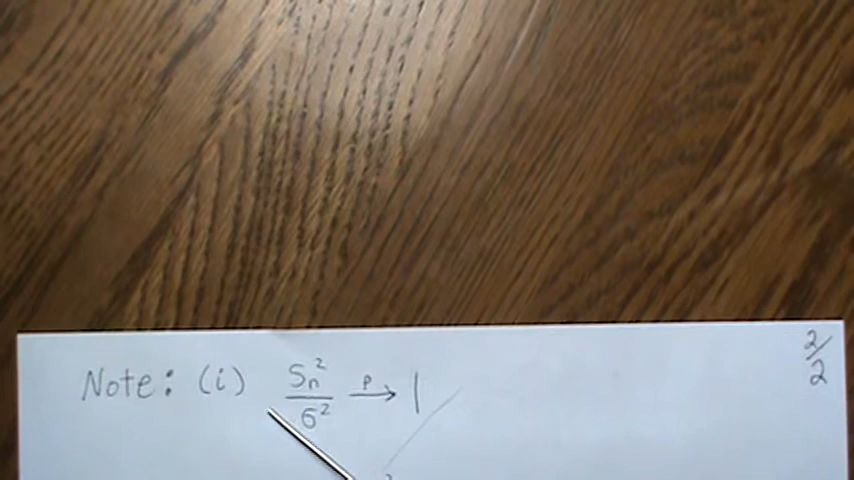 Note: (i) Sn²/σ² →ᵖ 1
2/2